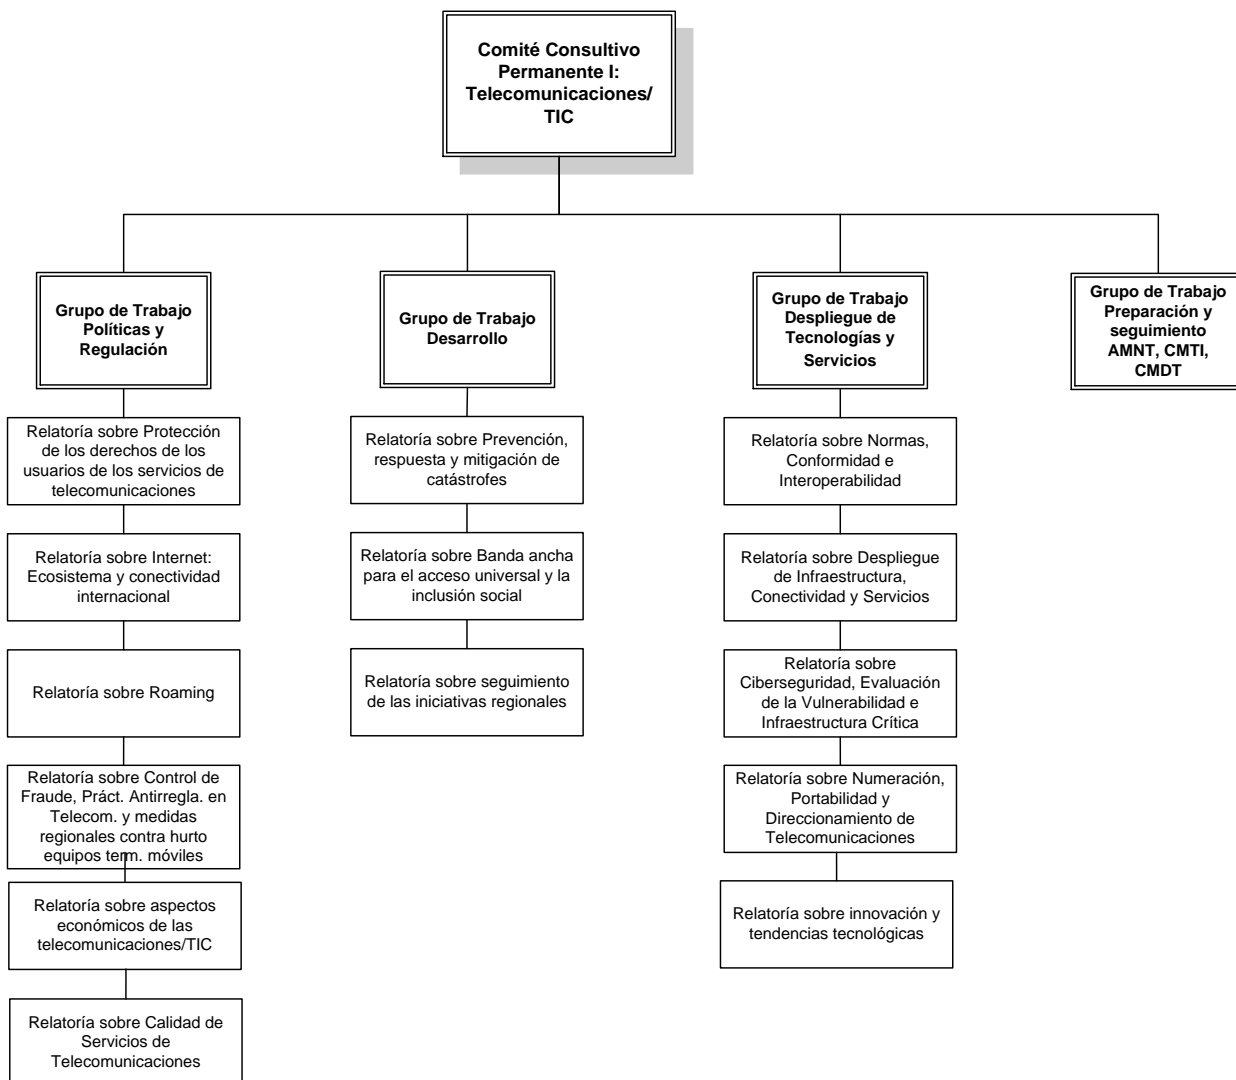 Comité Consultivo
Permanente I:
Telecomunicaciones/
TIC
Grupo de Trabajo
Políticas y
Regulación
Relatoría sobre Protección
de los derechos de los
usuarios de los servicios de
telecomunicaciones
Relatoría sobre Internet:
Ecosistema y conectividad
internacional
Relatoría sobre Roaming
Relatoría sobre Control de
Fraude, Práct. Antirregla. en
Telecom. y medidas
regionales contra hurto
equipos term. móviles
Relatoría sobre aspectos
económicos de las
telecomunicaciones/TIC
Relatoría sobre Calidad de
Servicios de
Telecomunicaciones
Grupo de Trabajo
Desarrollo
Relatoría sobre Prevención,
respuesta y mitigación de
catástrofes
Relatoría sobre Banda ancha
para el acceso universal y la
inclusión social
Relatoría sobre seguimiento
de las iniciativas regionales
Grupo de Trabajo
Despliegue de
Tecnologías y
Servicios
Relatoría sobre Normas,
Conformidad e
Interoperabilidad
Relatoría sobre Despliegue
de Infraestructura,
Conectividad y Servicios
Relatoría sobre
Ciberseguridad, Evaluación
de la Vulnerabilidad e
Infraestructura Crítica
Relatoría sobre Numeración,
Portabilidad y
Direccionamiento de
Telecomunicaciones
Relatoría sobre innovación y
tendencias tecnológicas
Grupo de Trabajo
Preparación y
seguimiento
AMNT, CMTI,
CMDT